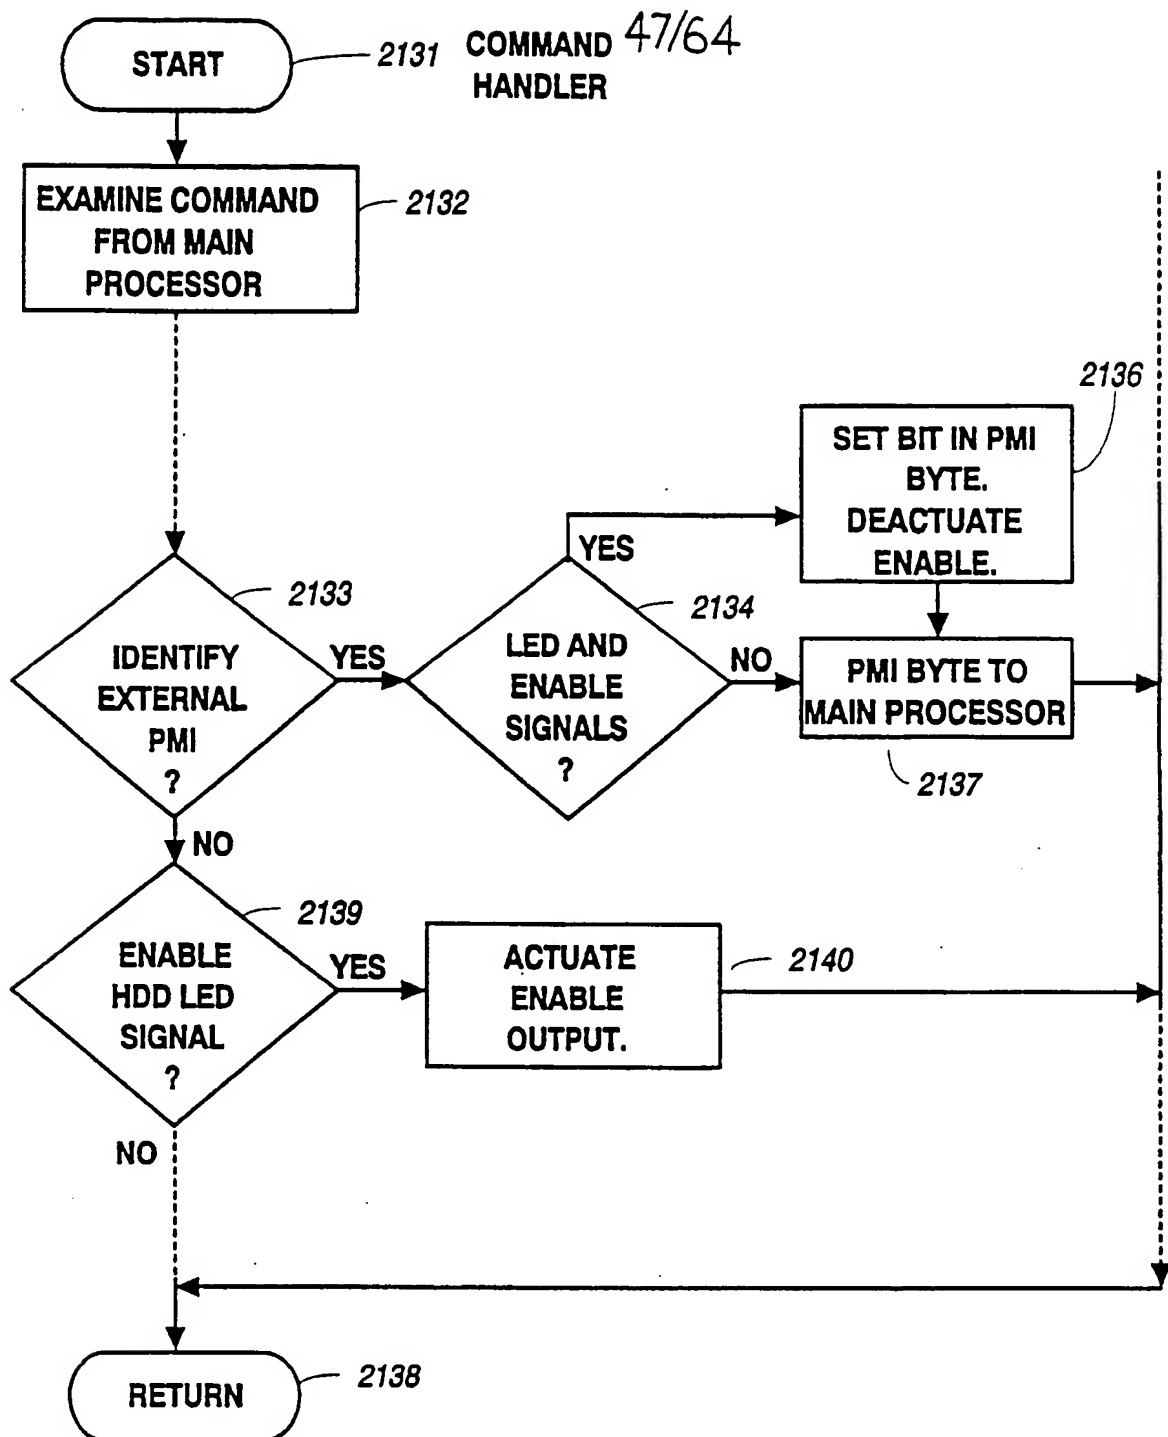 START
2131
COMMAND 47/64
HANDLER
EXAMINE COMMAND
FROM MAIN
PROCESSOR
2132
2136
SET BIT IN PMI
BYTE.
DEACTUATE
ENABLE.
YES
2133
2134
IDENTIFY
EXTERNAL
PMI
?
YES
LED AND
ENABLE
SIGNALS
?
NO
PMI BYTE TO
MAIN PROCESSOR
2137
NO
2139
ENABLE
HDD LED
SIGNAL
?
YES
ACTUATE
ENABLE
OUTPUT.
2140
NO
RETURN
2138